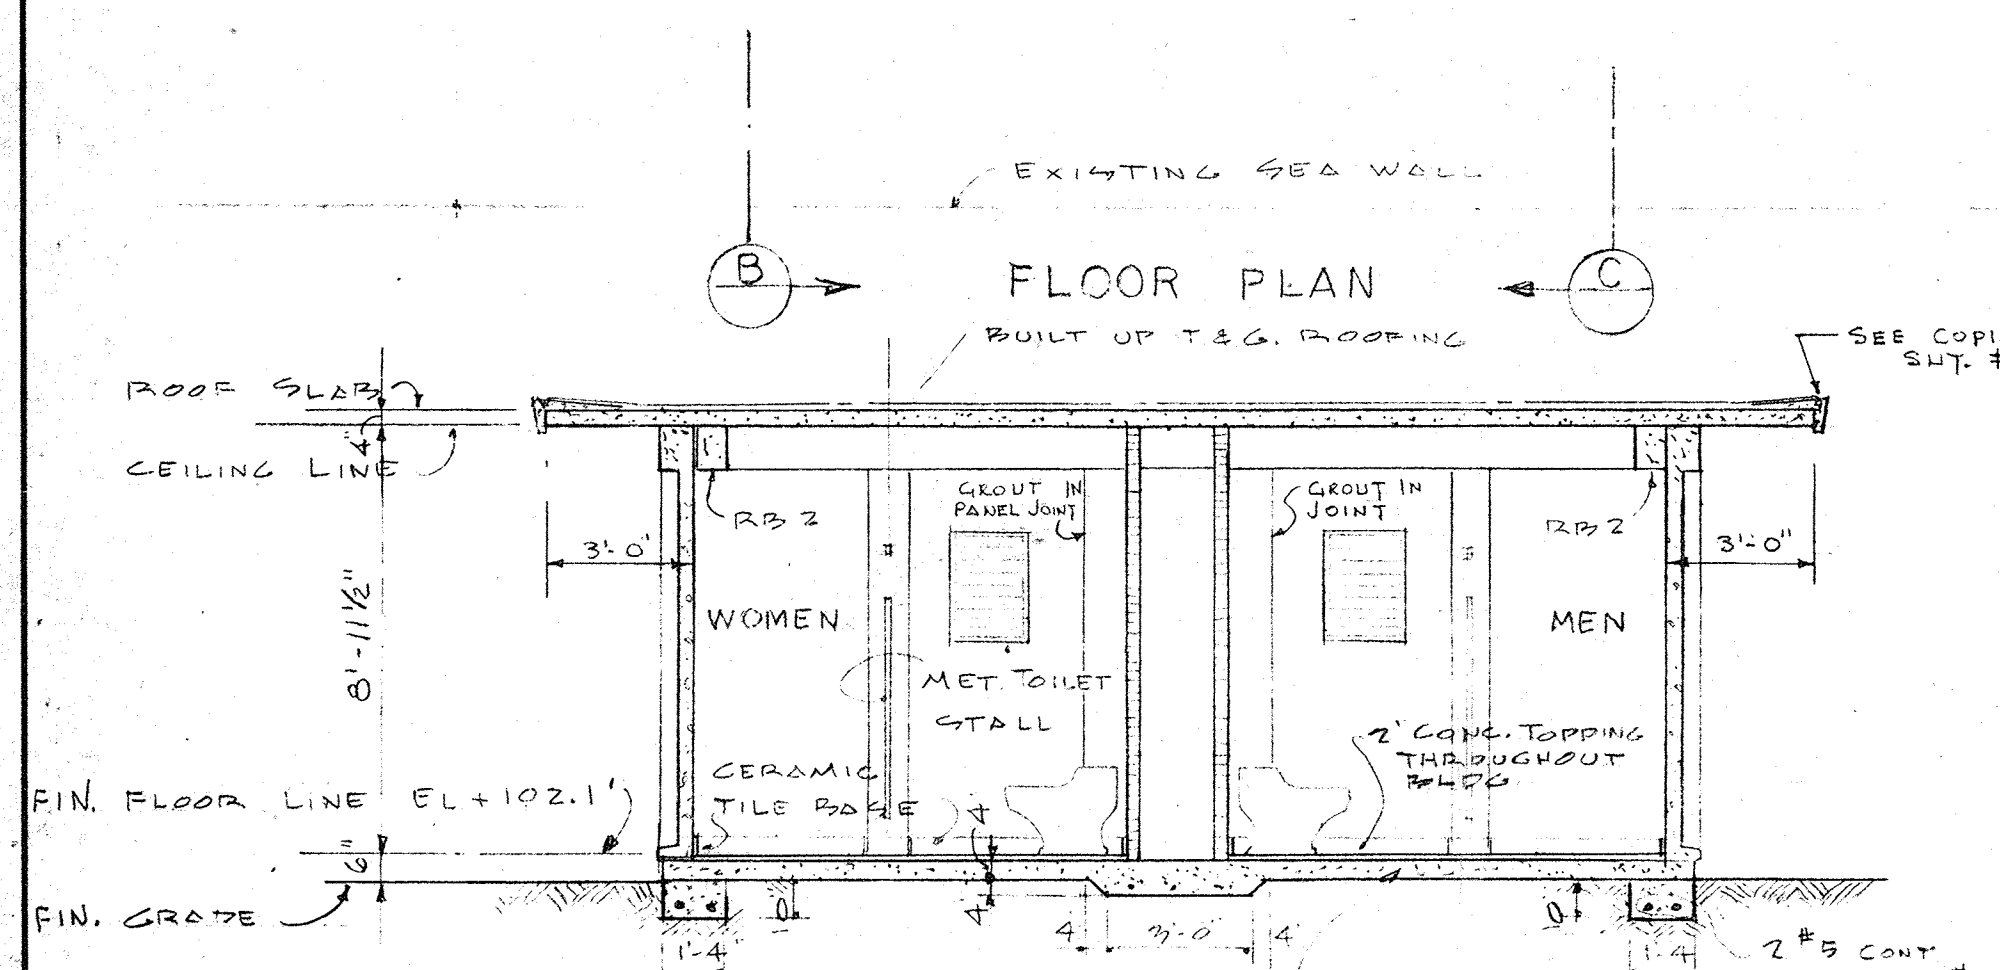 EXISTING SEA WALL
B
FLOOR PLAN
C
BUILT UP T & G. ROOFING
SEE COPI
SHT. #
ROOF SLAB
4"
CEILING LINE
GROUT IN
PANEL JOINT
GROUT IN
JOINT
RB 2
RB 2
3'-0"
3'-0"
8'-11½"
WOMEN
MEN
MET. TOILET
STALL
2" CONC. TOPPING
THROUGHOUT
BLDG
CERAMIC
TILE BASE
FIN. FLOOR LINE EL + 102.1'
4
6"
FIN. GRADE
4
4
3'-0"
4"
1'-4"
1'-4
2 #5 CONT